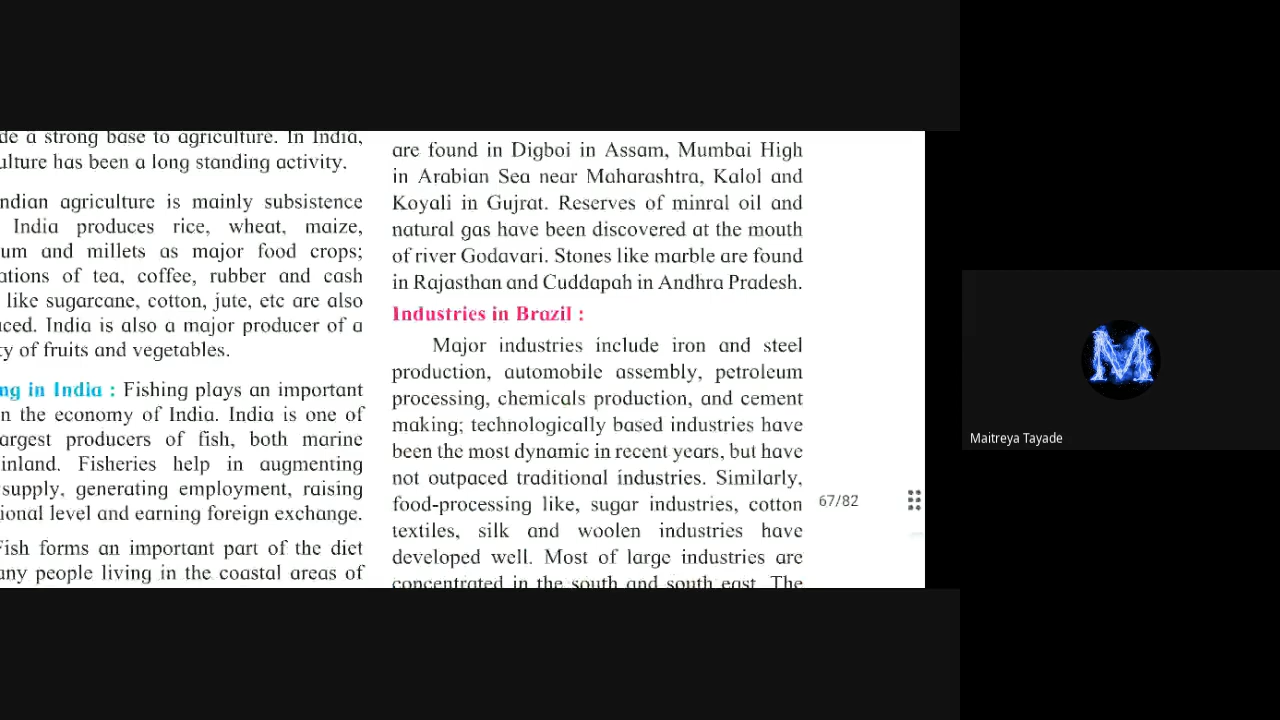 de a strong base to agriculture. In India,
ulture has been a long standing activity.
ndian agriculture is mainly subsistence
India produces rice, wheat, maize,
um and millets as major food crops;
ations of tea, coffee, rubber and cash
like sugarcane, cotton, jute, etc are also
uced. India is also a major producer of a
ty of fruits and vegetables.
ng in India : Fishing plays an important
n the economy of India. India is one of
argest producers of fish, both marine
inland. Fisheries help in augmenting
supply, generating employment, raising
ional level and earning foreign exchange.
Fish forms an important part of the diet
any people living in the coastal areas of
are found in Digboi in Assam, Mumbai High
in Arabian Sea near Maharashtra, Kalol and
Koyali in Gujrat. Reserves of minral oil and
natural gas have been discovered at the mouth
of river Godavari. Stones like marble are found
in Rajasthan and Cuddapah in Andhra Pradesh.
Industries in Brazil :
Major industries include iron and steel
production, automobile assembly, petroleum
processing, chemicals production, and cement
making; technologically based industries have
been the most dynamic in recent years, but have
not outpaced traditional industries. Similarly,
food-processing like, sugar industries, cotton
textiles, silk and woolen industries have
developed well. Most of large industries are
concentrated in the south and south east. The
67/82
M
Maitreya Tayade